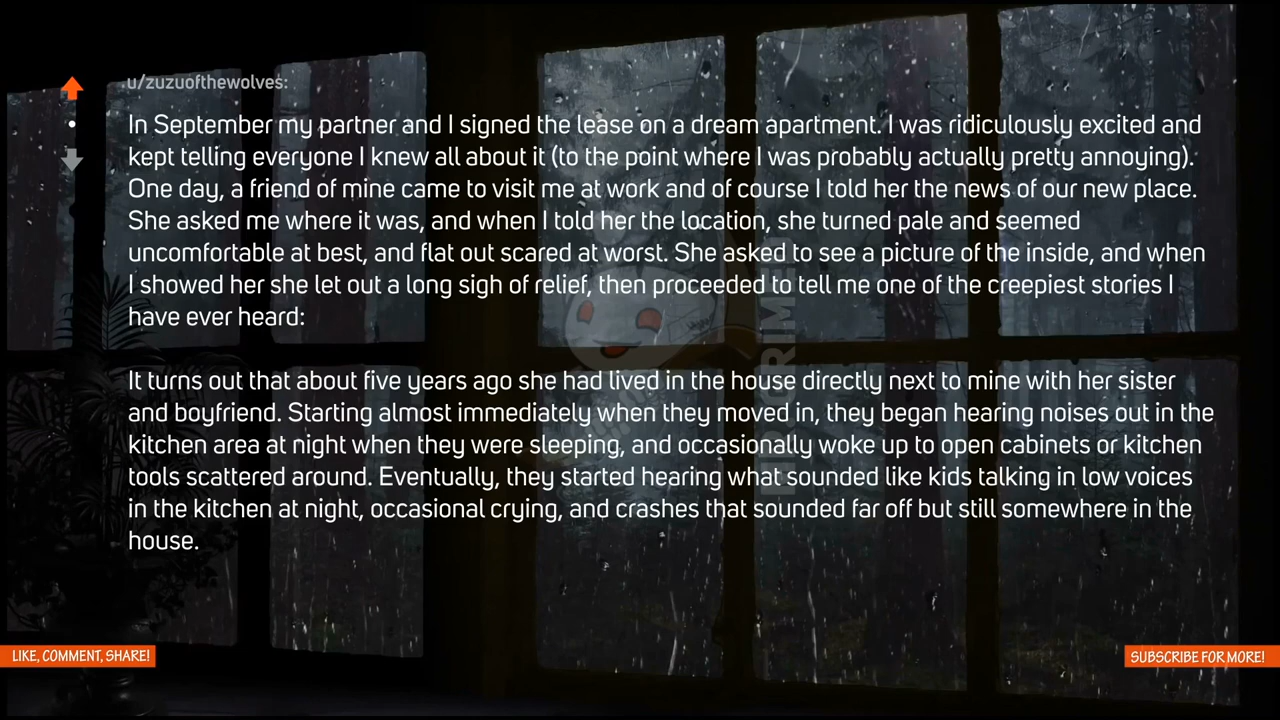 u/zuzuofthewolves:
In September my partner and I signed the lease on a dream apartment. I was ridiculously excited and
kept telling everyone I knew all about it (to the point where I was probably actually pretty annoying).
One day, a friend of mine came to visit me at work and of course I told her the news of our new place.
She asked me where it was, and when I told her the location, she turned pale and seemed
uncomfortable at best, and flat out scared at worst. She asked to see a picture of the inside, and when
I showed her she let out a long sigh of relief, then proceeded to tell me one of the creepiest stories I
have ever heard:
It turns out that about five years ago she had lived in the house directly next to mine with her sister
and boyfriend. Starting almost immediately when they moved in, they began hearing noises out in the
kitchen area at night when they were sleeping, and occasionally woke up to open cabinets or kitchen
tools scattered around. Eventually, they started hearing what sounded like kids talking in low voices
in the kitchen at night, occasional crying, and crashes that sounded far off but still somewhere in the
house.
LIKE, COMMENT, SHARE!
SUBSCRIBE FOR MORE!